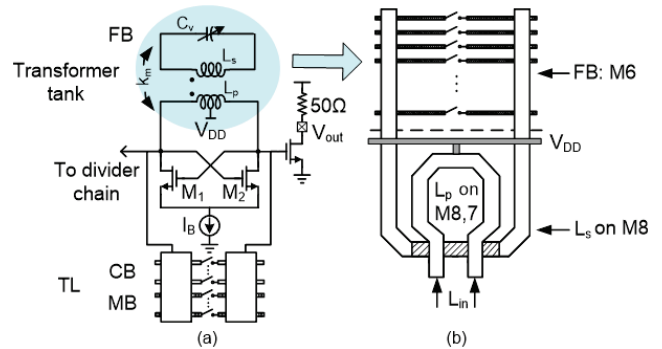 FB
C_v
L_s
k_m
Transformer
tank
L_p
V_DD
50Ω
V_out
To divider
chain
M_1
M_2
I_B
TL
CB
MB
(a)
FB: M6
V_DD
L_p on
M8,7
L_s on M8
L_in
(b)